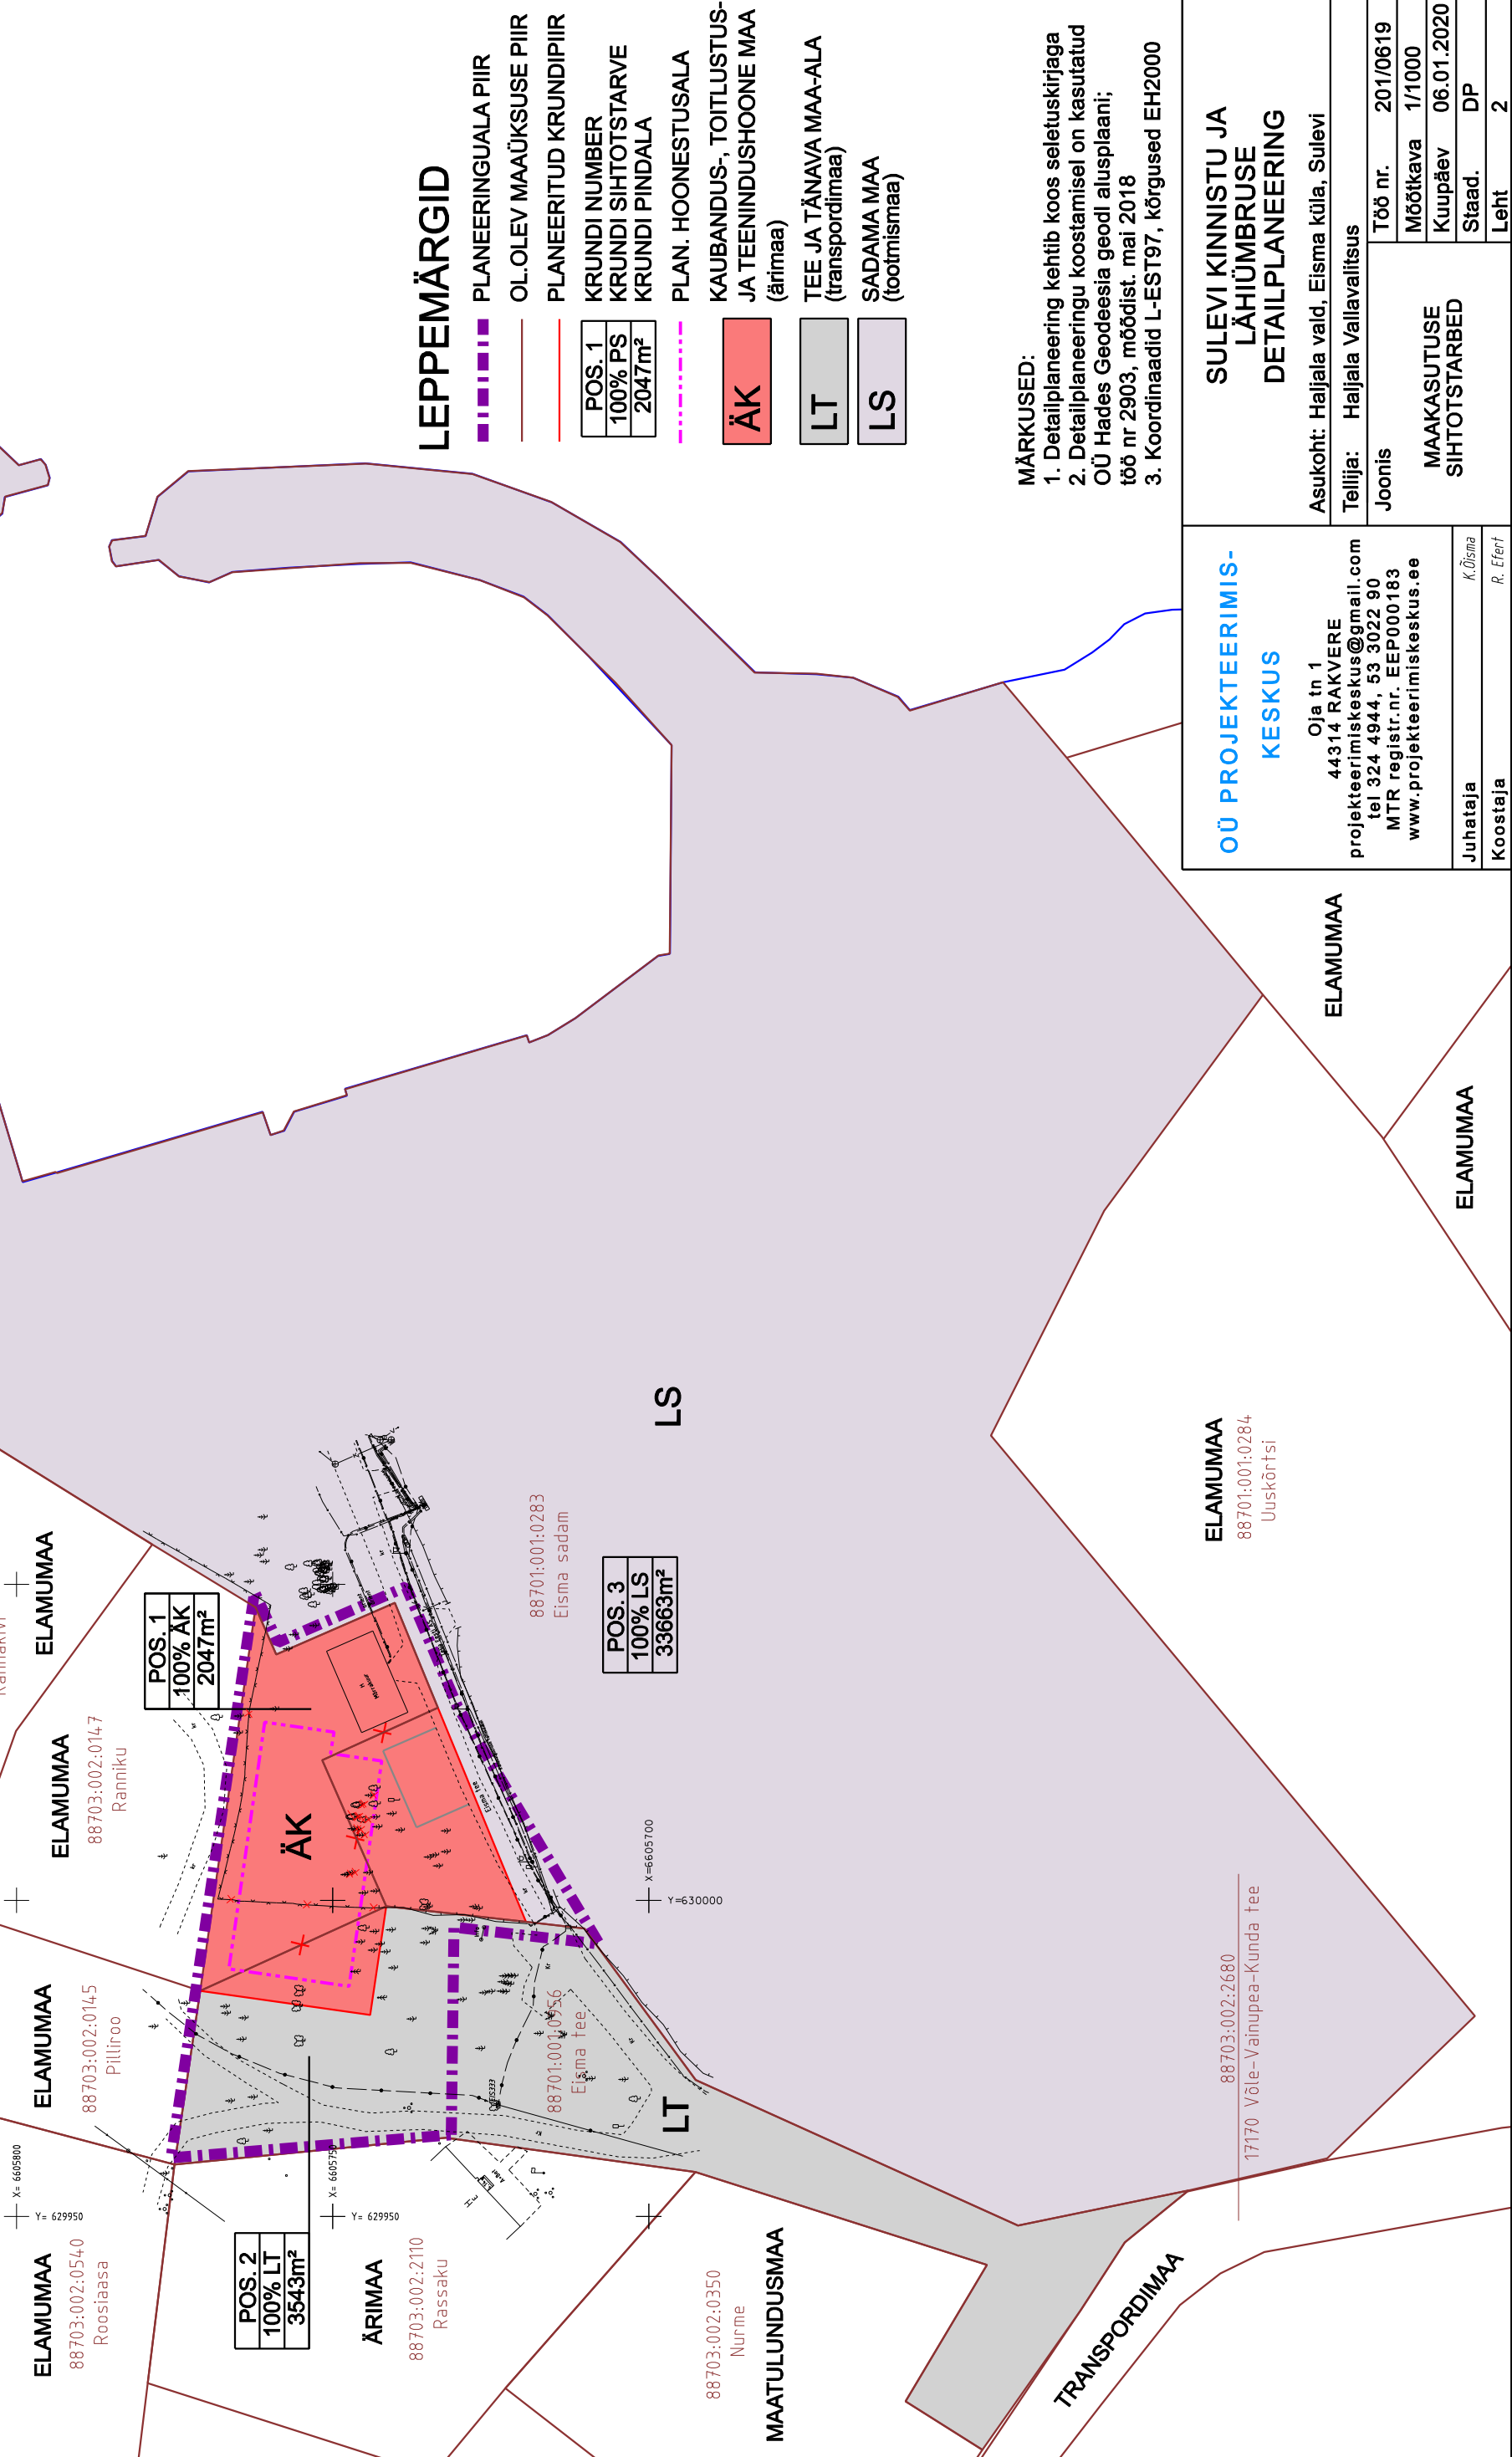 LEPPEMÄRGID
PLANEERINGUALA PIIR
OL.OLEV MAAÜKSUSE PIIR
PLANEERITUD KRUNDIPIIR
POS. 1
100% PS
2047m²
KRUNDI NUMBER
KRUNDI SIHTOTSTARVE
KRUNDI PINDALA
PLAN. HOONESTUSALA
ÄK
KAUBANDUS-, TOITLUSTUS-
JA TEENINDUSHOONE MAA
(ärimaa)
LT
TEE JA TÄNAVA MAA-ALA
(transpordimaa)
LS
SADAMA MAA
(tootmismaa)
MÄRKUSED:
1. Detailplaneering kehtib koos seletuskirjaga
2. Detailplaneeringu koostamisel on kasutatud
OÜ Hades Geodeesia geodl alusplaani;
töö nr 2903, mõõdist. mai 2018
3. Koordinaadid L-EST97, kõrgused EH2000
OÜ PROJEKTEERIMIS-
KESKUS
Oja tn 1
44314 RAKVERE
projekteerimiskeskus@gmail.com
tel 324 4944, 53 3022 90
MTR registr.nr. EEP000183
www.projekteerimiskeskus.ee
Juhataja K.Õisma
Koostaja R. Efert
SULEVI KINNISTU JA
LÄHIÜMBRUSE
DETAILPLANEERING
Asukoht: Haljala vald, Eisma küla, Sulevi
Tellija: Haljala Vallavalitsus
Joonis
MAAKASUTUSE
SIHTOTSTARBED
Töö nr. 201/0619
Mõõtkava 1/1000
Kuupäev 06.01.2020
Staad. DP
Leht 2
ELAMUMAA
88703:002:0540
Roosiaasa
X= 6605800
Y= 629950
ELAMUMAA
88703:002:0145
Pilliroo
ELAMUMAA
88703:002:0147
Ranniku
ELAMUMAA
POS. 1
100% ÄK
2047m²
POS. 2
100% LT
3543m²
ÄK
X= 6605750
Y= 629950
ÄRIMAA
88703:002:2110
Rassaku
Eisma tee
EIS333
88701:001:0956
Eisma tee
88701:001:0283
Eisma sadam
POS. 3
100% LS
33663m²
X=6605700
Y=630000
LT
LS
88703:002:0350
Nurme
MAATULUNDUSMAA
TRANSPORDIMAA
88703:002:2680
17170 Võle-Vainupea-Kunda tee
ELAMUMAA
88701:001:0284
Uuskõrtsi
ELAMUMAA
ELAMUMAA